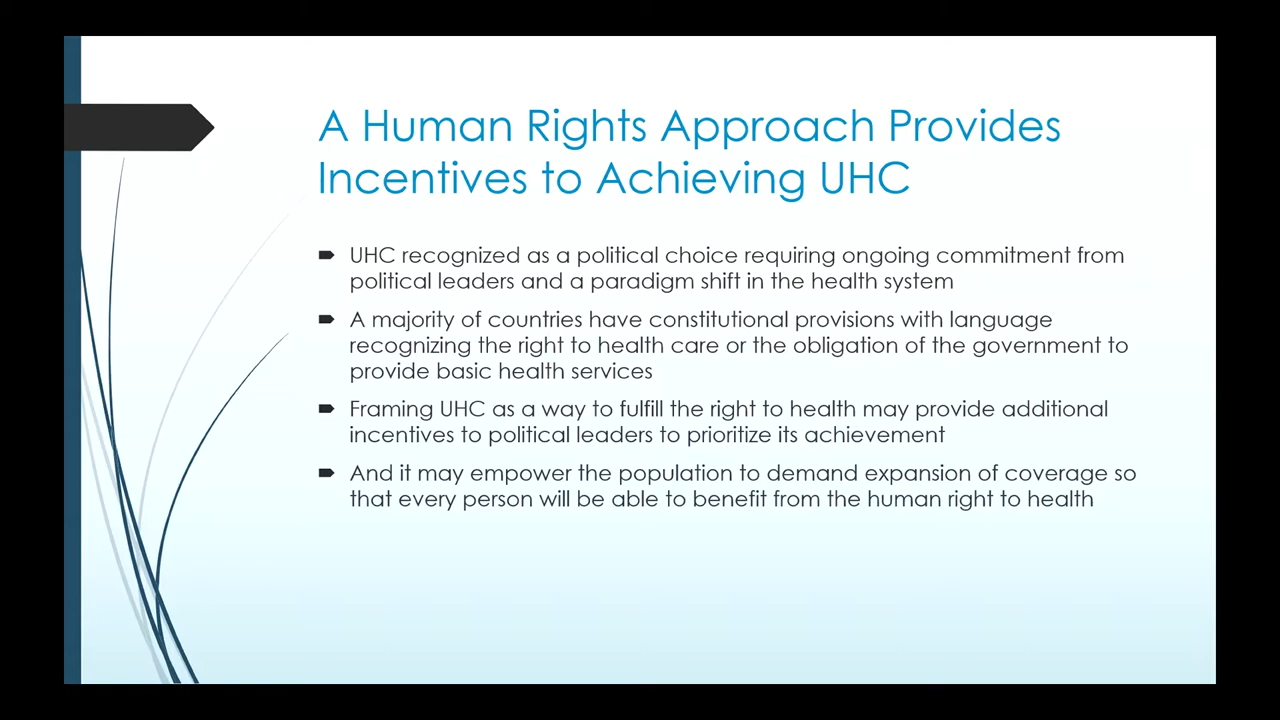 A Human Rights Approach Provides
Incentives to Achieving UHC
UHC recognized as a political choice requiring ongoing commitment from
political leaders and a paradigm shift in the health system
A majority of countries have constitutional provisions with language
recognizing the right to health care or the obligation of the government to
provide basic health services
Framing UHC as a way to fulfill the right to health may provide additional
incentives to political leaders to prioritize its achievement
And it may empower the population to demand expansion of coverage so
that every person will be able to benefit from the human right to health